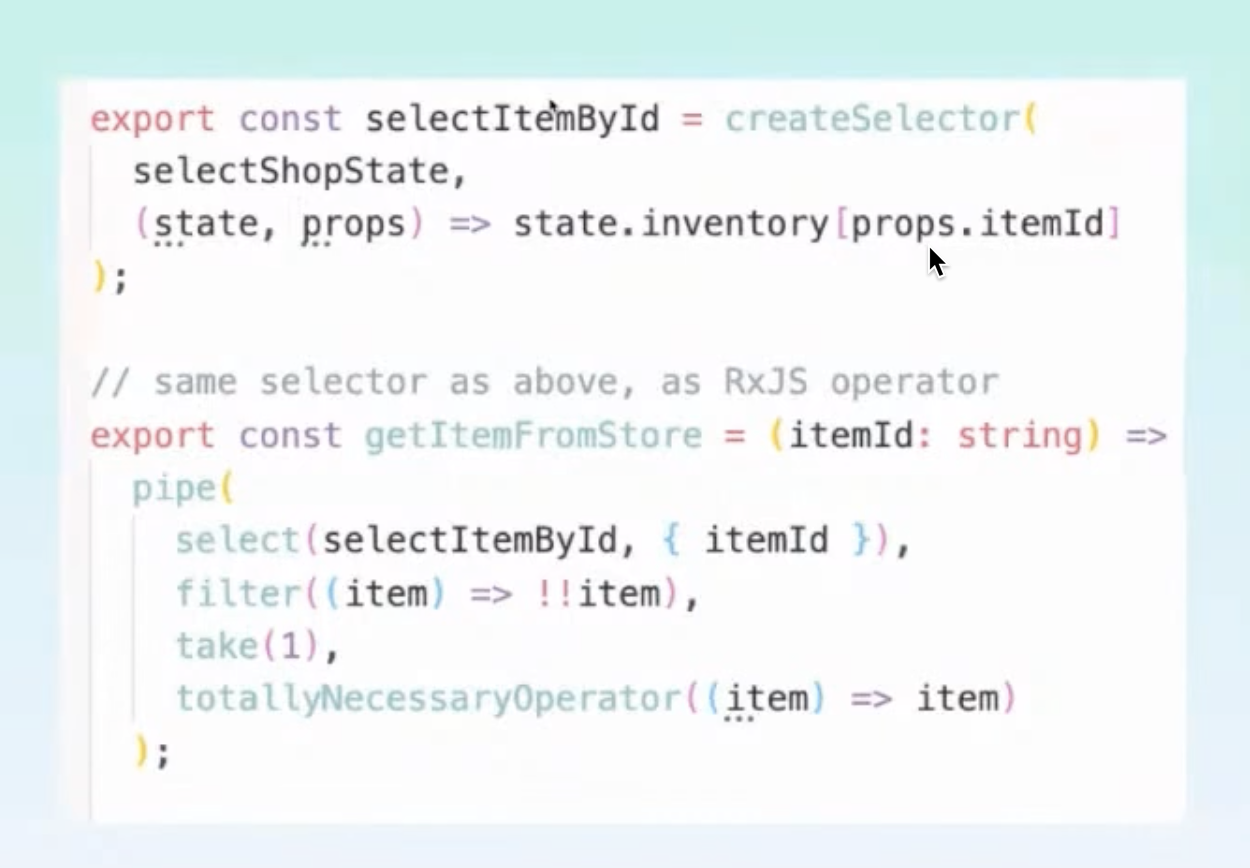 export const selectItemById = createSelector(
  selectShopState,
  (state, props) => state.inventory[props.itemId]
);

// same selector as above, as RxJS operator
export const getItemFromStore = (itemId: string) =>
  pipe(
    select(selectItemById, { itemId }),
    filter((item) => !!item),
    take(1),
    totallyNecessaryOperator((item) => item)
  );